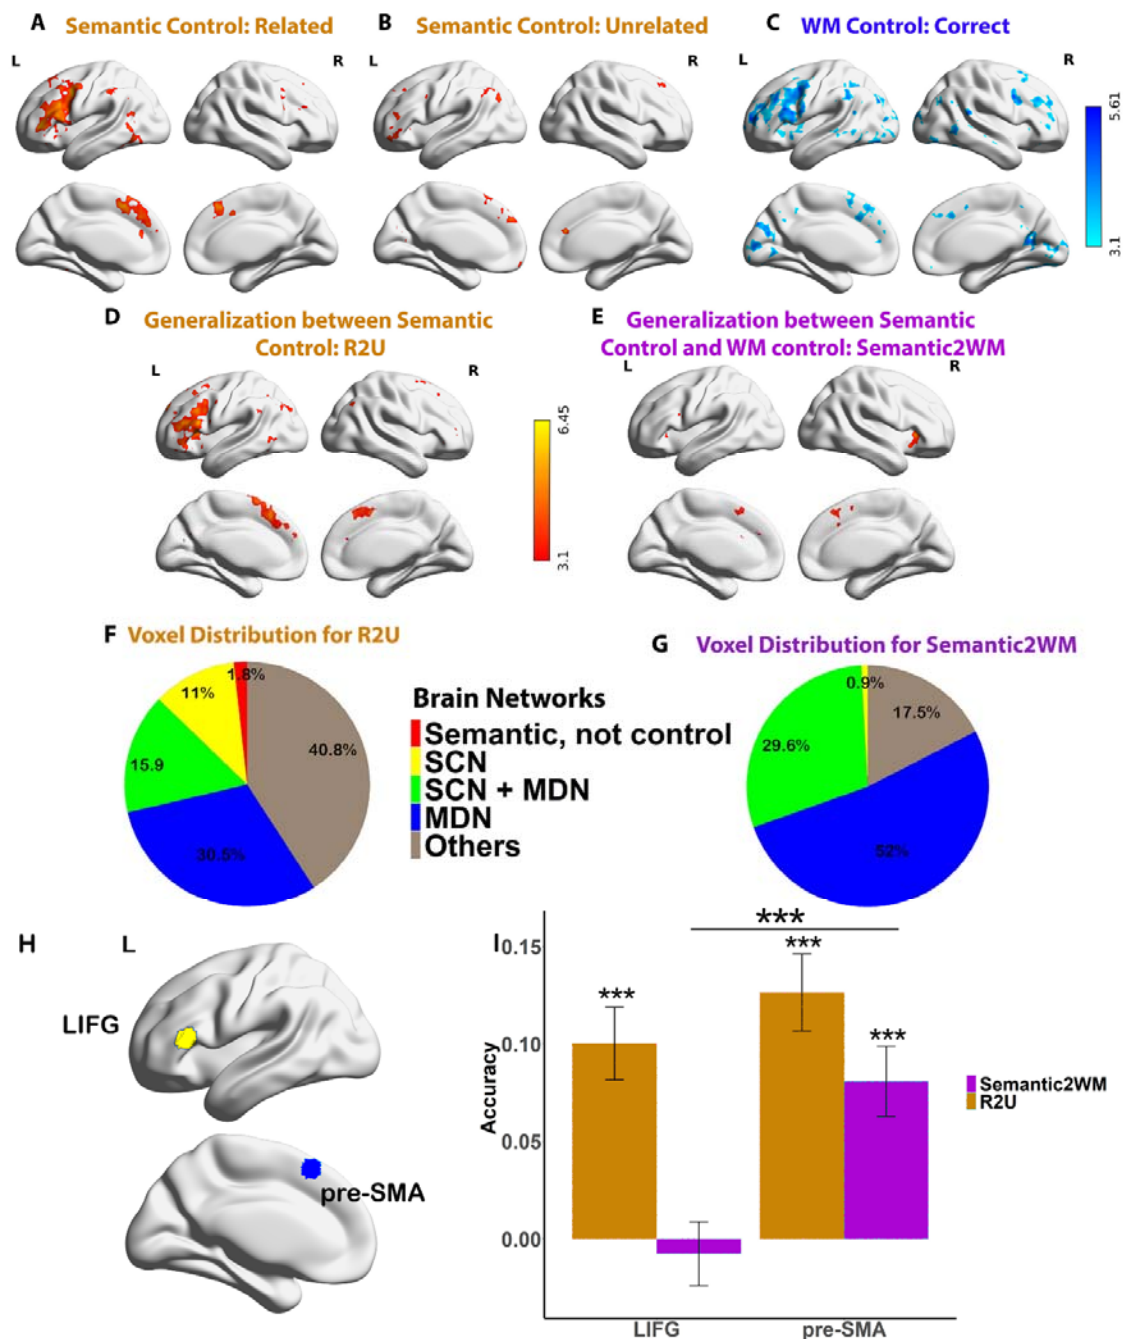 A Semantic Control: Related
B Semantic Control: Unrelated
C WM Control: Correct
L
R
L
R
L
R
5.61
3.1
D Generalization between Semantic
Control: R2U
E Generalization between Semantic
Control and WM control: Semantic2WM
L
R
6.45
3.1
L
R
F Voxel Distribution for R2U
G Voxel Distribution for Semantic2WM
1.8%
11%
15.9
30.5%
40.8%
Brain Networks
Semantic, not control
SCN
SCN + MDN
MDN
Others
0.9%
17.5%
29.6%
52%
H
L
LIFG
pre-SMA
I
Accuracy
0.15
0.10
0.05
0.00
***
***
***
***
LIFG
pre-SMA
Semantic2WM
R2U